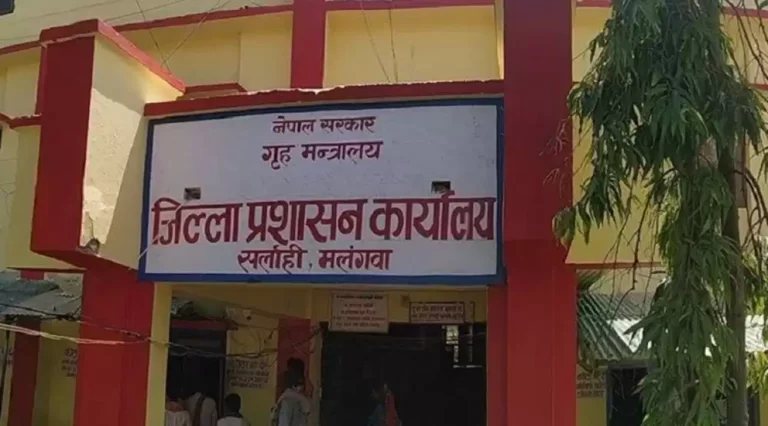 नेपाल सरकार
गृह मन्त्रालय
जिल्ला प्रशासन कार्यालय
सर्लाही, मलंगवा